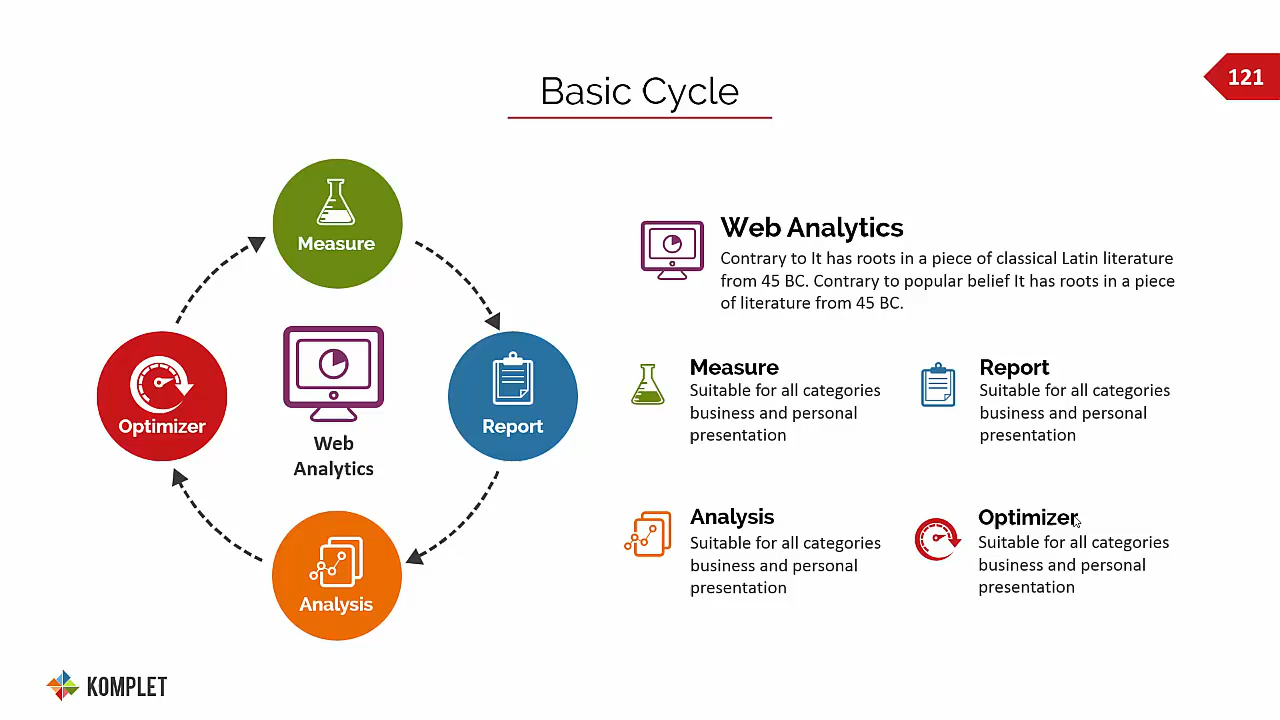 Basic Cycle
121
Measure
Optimizer
Web
Analytics
Report
Analysis
Web Analytics
Contrary to It has roots in a piece of classical Latin literature
from 45 BC. Contrary to popular belief It has roots in a piece
of literature from 45 BC.
Measure
Suitable for all categories
business and personal
presentation
Report
Suitable for all categories
business and personal
presentation
Analysis
Suitable for all categories
business and personal
presentation
Optimizer
Suitable for all categories
business and personal
presentation
KOMPLET